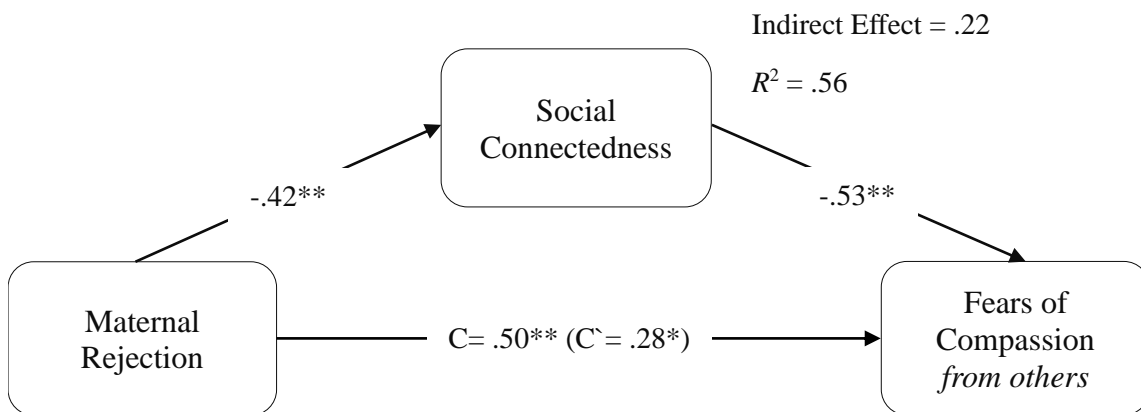 Indirect Effect = .22
R² = .56
Social
Connectedness
-.42**
-.53**
Maternal
Rejection
C= .50** (C`= .28*)
Fears of
Compassion
from others